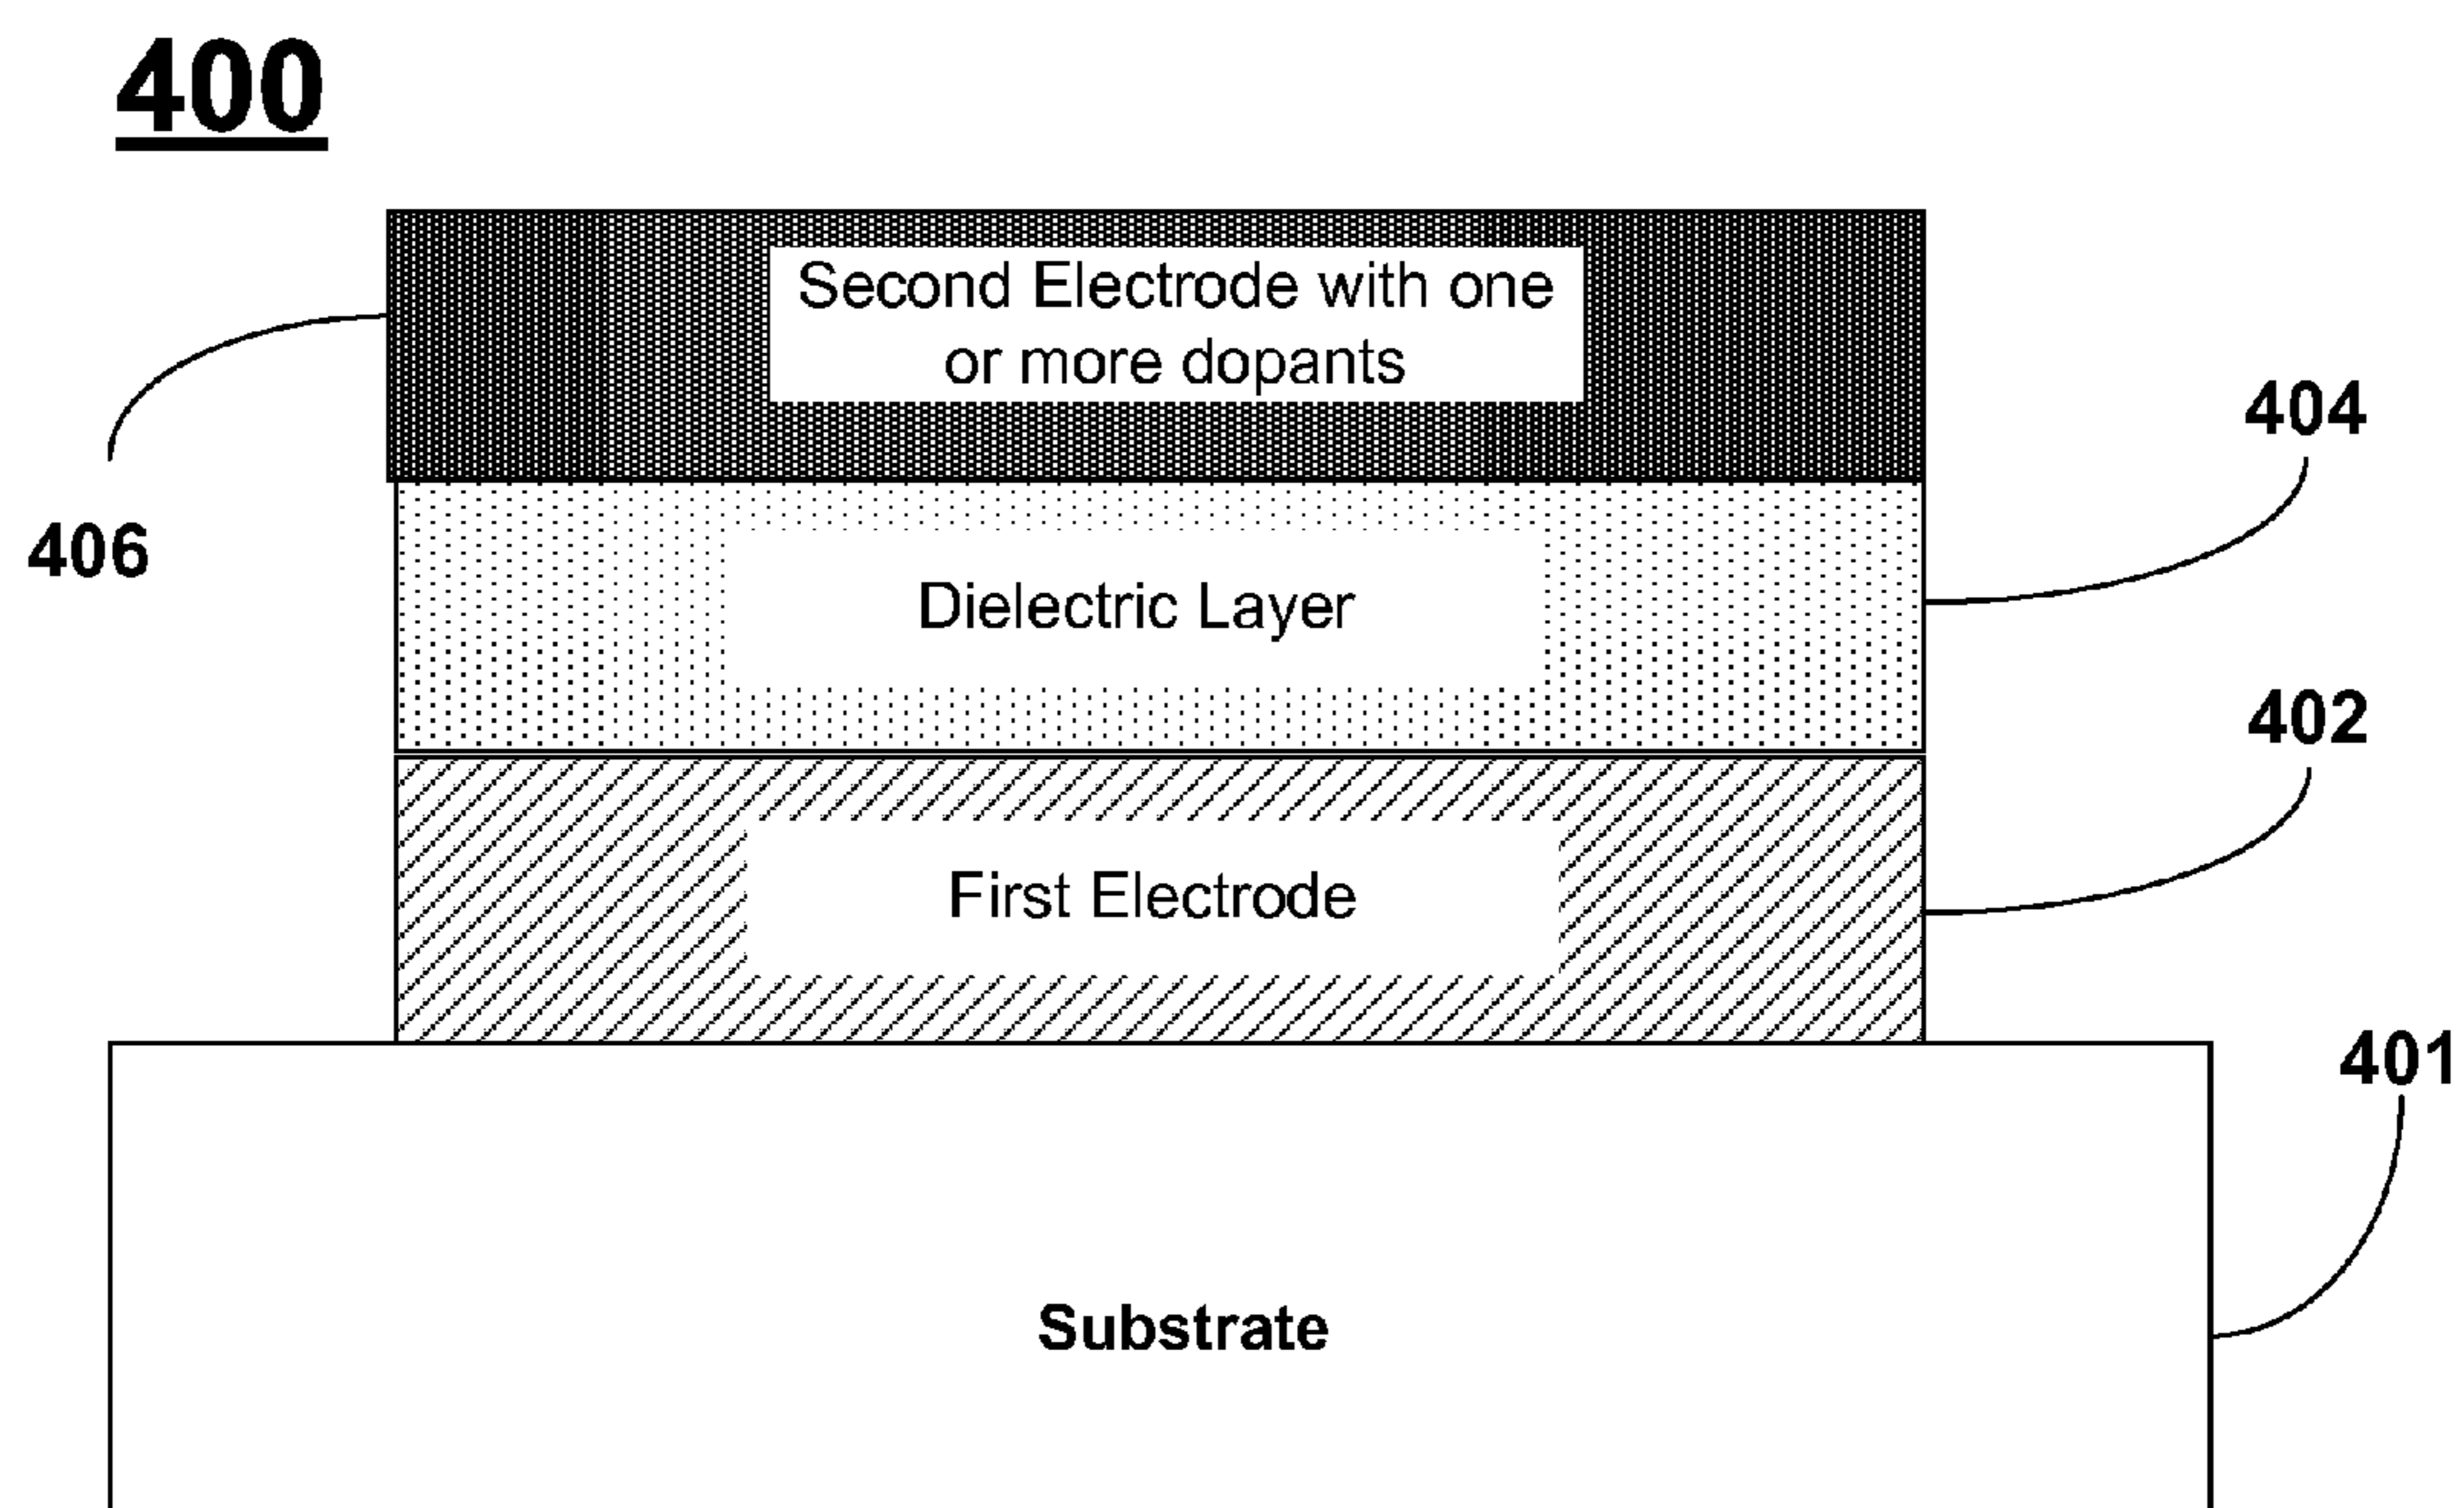 400
Second Electrode with one
or more dopants
404
406
Dielectric Layer
402
First Electrode
401
Substrate